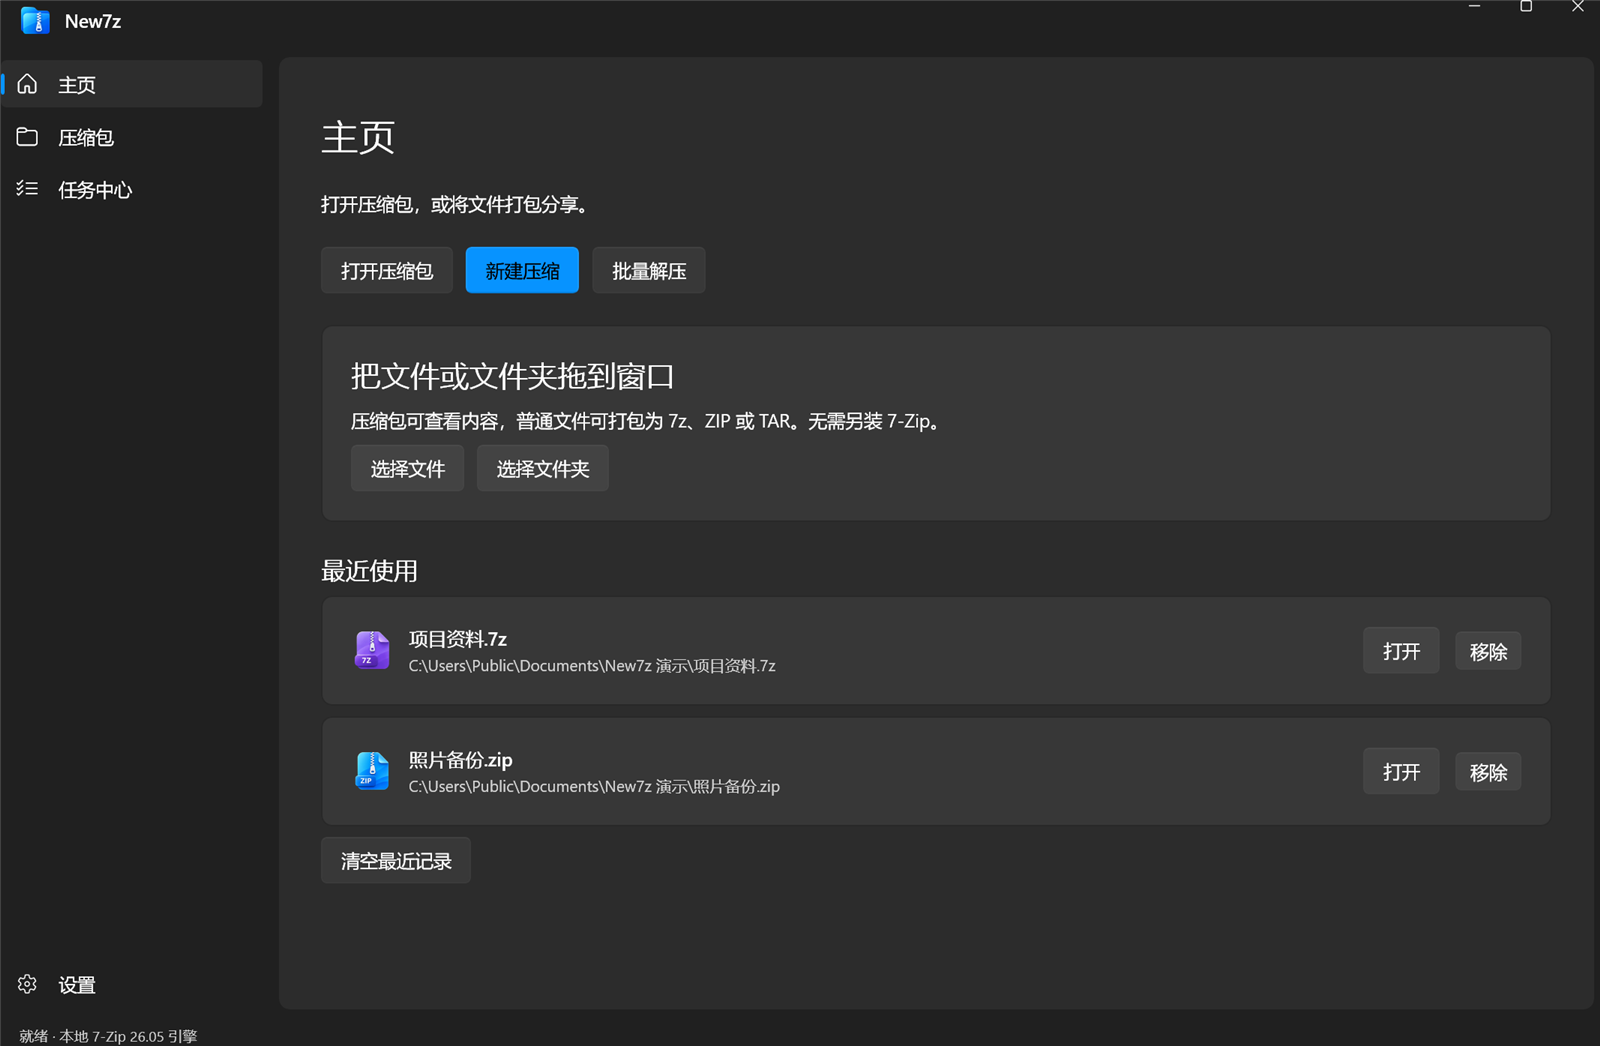 New7z
主页
压缩包
任务中心
主页
打开压缩包，或将文件打包分享。
打开压缩包 新建压缩 批量解压
把文件或文件夹拖到窗口
压缩包可查看内容，普通文件可打包为 7z、ZIP 或 TAR。无需另装 7-Zip。
选择文件 选择文件夹
最近使用
7Z
项目资料.7z
C:\Users\Public\Documents\New7z 演示\项目资料.7z
打开 移除
ZIP
照片备份.zip
C:\Users\Public\Documents\New7z 演示\照片备份.zip
打开 移除
清空最近记录
设置
就绪 · 本地 7-Zip 26.05 引擎